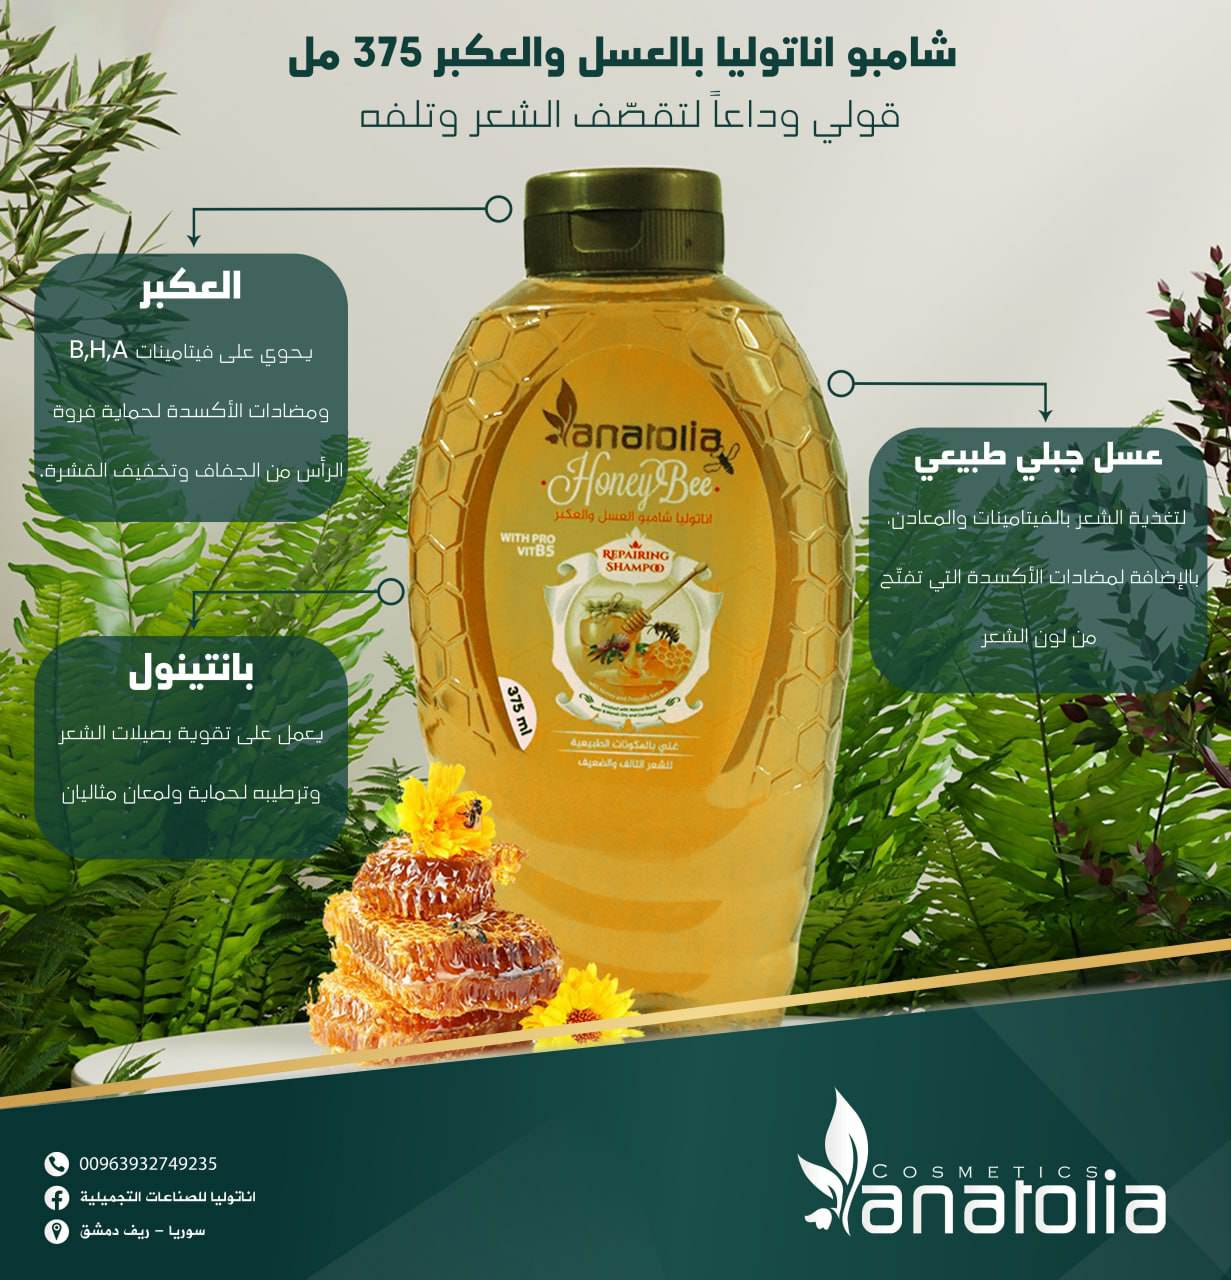 شامبو اناتوليا بالعسل والعكبر 375 مل
قولي وداعاً لتقصّف الشعر وتلفه
العكبر
يحوي على فيتامينات B,H,A
ومضادات الأكسدة لحماية فروة
الرأس من الجفاف وتخفيف القشرة.
عسل جبلي طبيعي
لتغذية الشعر بالفيتامينات والمعادن.
بالإضافة لمضادات الأكسدة التي تفتّح
من لون الشعر
بانتينول
يعمل على تقوية بصيلات الشعر
وترطيبه لحماية ولمعان مثاليان
anatolia
Honey Bee
اناتوليا شامبو العسل والعكبر
WITH PRO
VITB5
REPAIRING
SHAMPOO
375 ml
غني بالمكونات الطبيعية
للشعر التالف والضعيف
00963932749235
اناتوليا للصناعات التجميلية
سوريا - ريف دمشق
COSMETICS
anatolia